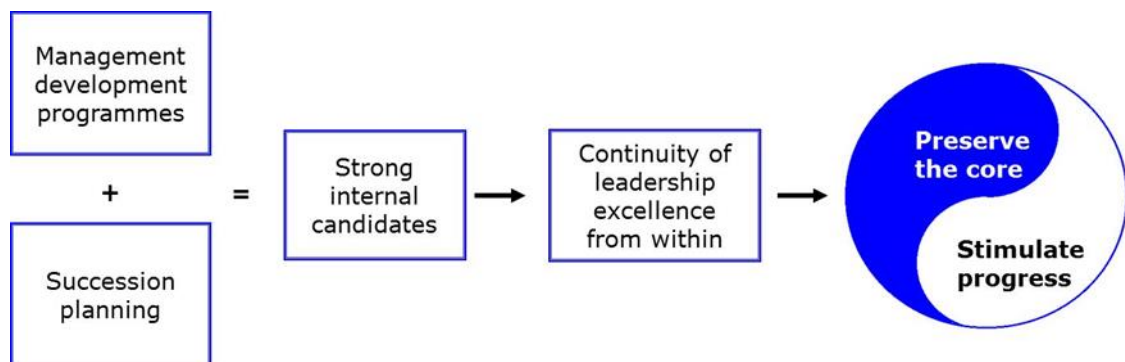 Management
development
programmes
+
Succession
planning
=
Strong
internal
candidates
Continuity of
leadership
excellence
from within
Preserve
the core
Stimulate
progress